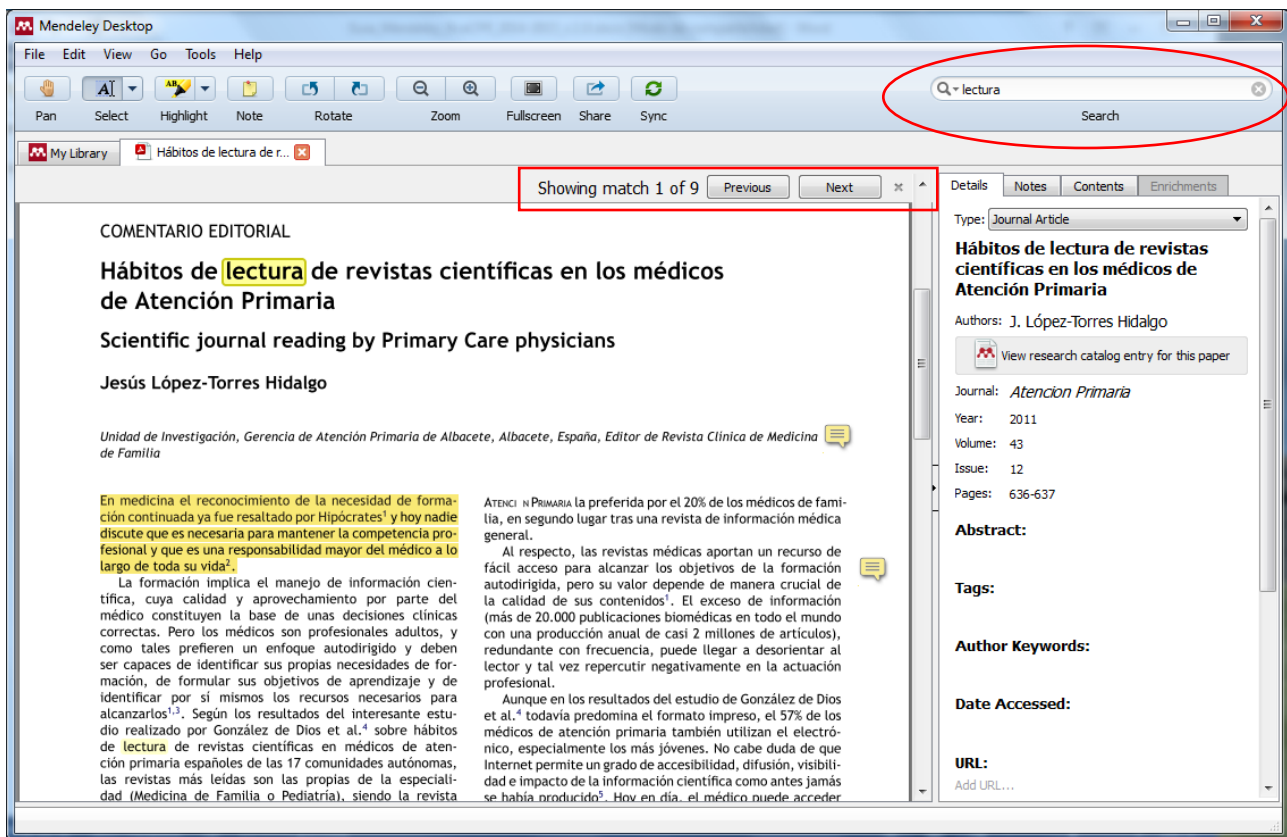 Mendeley Desktop
File Edit View Go Tools Help
Pan Select Highlight Note Rotate Zoom Fullscreen Share Sync
lectura
Search
My Library Hábitos de lectura de r...
Showing match 1 of 9 Previous Next
COMENTARIO EDITORIAL
Hábitos de lectura de revistas científicas en los médicos
de Atención Primaria
Scientific journal reading by Primary Care physicians
Jesús López-Torres Hidalgo
Unidad de Investigación, Gerencia de Atención Primaria de Albacete, Albacete, España, Editor de Revista Clínica de Medicina
de Familia
En medicina el reconocimiento de la necesidad de forma-
ción continuada ya fue resaltado por Hipócrates¹ y hoy nadie
discute que es necesaria para mantener la competencia pro-
fesional y que es una responsabilidad mayor del médico a lo
largo de toda su vida².
La formación implica el manejo de información cien-
tífica, cuya calidad y aprovechamiento por parte del
médico constituyen la base de unas decisiones clínicas
correctas. Pero los médicos son profesionales adultos, y
como tales prefieren un enfoque autodirigido y deben
ser capaces de identificar sus propias necesidades de for-
mación, de formular sus objetivos de aprendizaje y de
identificar por sí mismos los recursos necesarios para
alcanzarlos¹,³. Según los resultados del interesante estu-
dio realizado por González de Dios et al.⁴ sobre hábitos
de lectura de revistas científicas en médicos de aten-
ción primaria españoles de las 17 comunidades autónomas,
las revistas más leídas son las propias de la especiali-
dad (Medicina de Familia o Pediatría), siendo la revista
ATENCI N PRIMARIA la preferida por el 20% de los médicos de fami-
lia, en segundo lugar tras una revista de información médica
general.
Al respecto, las revistas médicas aportan un recurso de
fácil acceso para alcanzar los objetivos de la formación
autodirigida, pero su valor depende de manera crucial de
la calidad de sus contenidos¹. El exceso de información
(más de 20.000 publicaciones biomédicas en todo el mundo
con una producción anual de casi 2 millones de artículos),
redundante con frecuencia, puede llegar a desorientar al
lector y tal vez repercutir negativamente en la actuación
profesional.
Aunque en los resultados del estudio de González de Dios
et al.⁴ todavía predomina el formato impreso, el 57% de los
médicos de atención primaria también utilizan el electró-
nico, especialmente los más jóvenes. No cabe duda de que
Internet permite un grado de accesibilidad, difusión, visibili-
dad e impacto de la información científica como antes jamás
se había producido⁵. Hoy en día, el médico puede acceder
Details Notes Contents Enrichments
Type: Journal Article
Hábitos de lectura de revistas
científicas en los médicos de
Atención Primaria
Authors: J. López-Torres Hidalgo
View research catalog entry for this paper
Journal: Atencion Primaria
Year: 2011
Volume: 43
Issue: 12
Pages: 636-637
Abstract:
Tags:
Author Keywords:
Date Accessed:
URL:
Add URL...